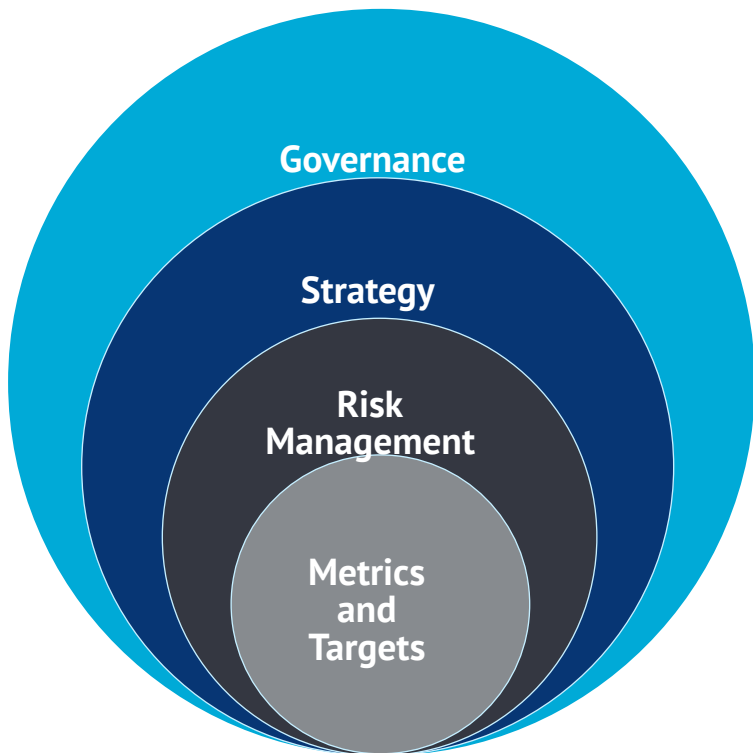 Governance
Strategy
Risk
Management
Metrics
and
Targets